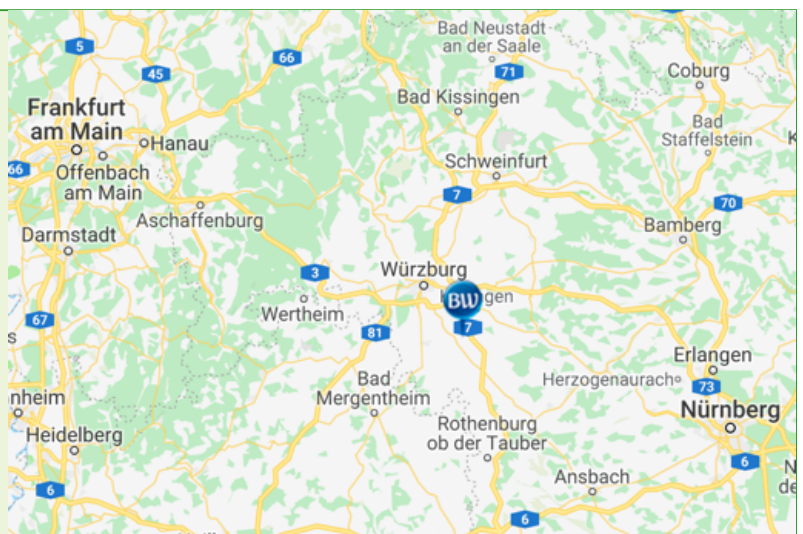 Bad Neustadt
an der Saale
5
66
45
71
Coburg
Bad Kissingen
Frankfurt
am Main
Bad
Staffelstein
Hanau
K
Schweinfurt
66
Offenbach
am Main
7
70
Aschaffenburg
Bamberg
Darmstadt
Würzburg
3
BW
Wertheim
67
7
81
s
Erlangen
Bad
Mergentheim
Herzogenaurach
73
nnheim
Nürnberg
Rothenburg
ob der Tauber
Heidelberg
6
N
de
Ansbach
6
6